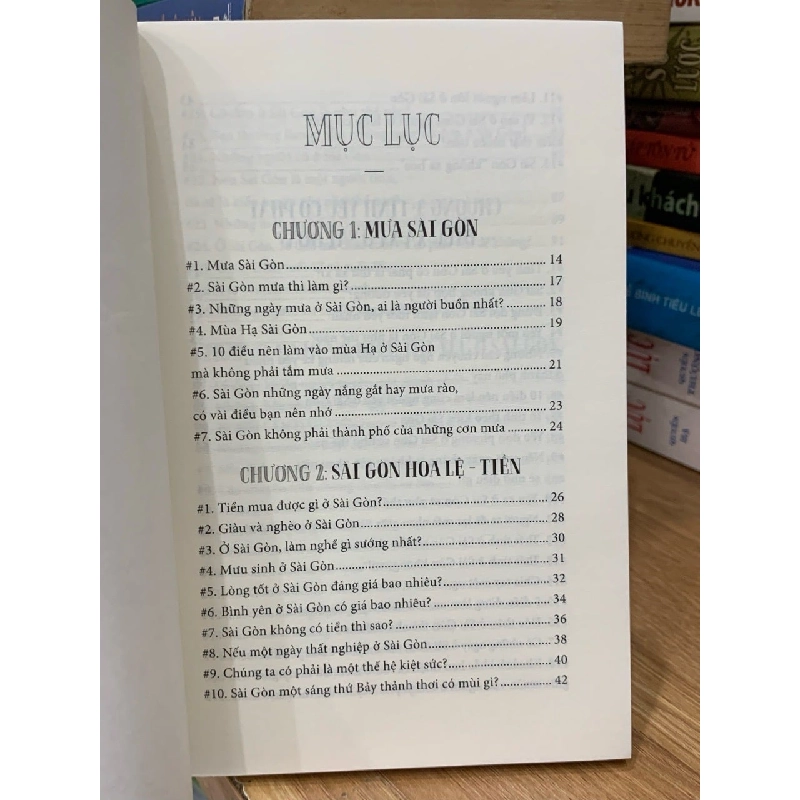 MỤC LỤC
CHƯƠNG 1: MƯA SÀI GÒN
#1. Mưa Sài Gòn 14
#2. Sài Gòn mưa thì làm gì? 17
#3. Những ngày mưa ở Sài Gòn, ai là người buồn nhất? 18
#4. Mùa Hạ Sài Gòn 19
#5. 10 điều nên làm vào mùa Hạ ở Sài Gòn
mà không phải tắm mưa 21
#6. Sài Gòn những ngày nắng gắt hay mưa rào,
có vài điều bạn nên nhớ 23
#7. Sài Gòn không phải thành phố của những cơn mưa 24
CHƯƠNG 2: SÀI GÒN HOA LỆ - TIỀN
#1. Tiền mua được gì ở Sài Gòn? 26
#2. Giàu và nghèo ở Sài Gòn 28
#3. Ở Sài Gòn, làm nghề gì sướng nhất? 30
#4. Mưu sinh ở Sài Gòn 31
#5. Lòng tốt ở Sài Gòn đáng giá bao nhiêu? 32
#6. Bình yên ở Sài Gòn có giá bao nhiêu? 34
#7. Sài Gòn không có tiền thì sao? 36
#8. Nếu một ngày thất nghiệp ở Sài Gòn 38
#9. Chúng ta có phải là một thế hệ kiệt sức? 40
#10. Sài Gòn một sáng thứ Bảy thảnh thơi có mùi gì? 42
TÔN TỬ
khách
CHUYÊN
BÌNH TIÊU
LỤC